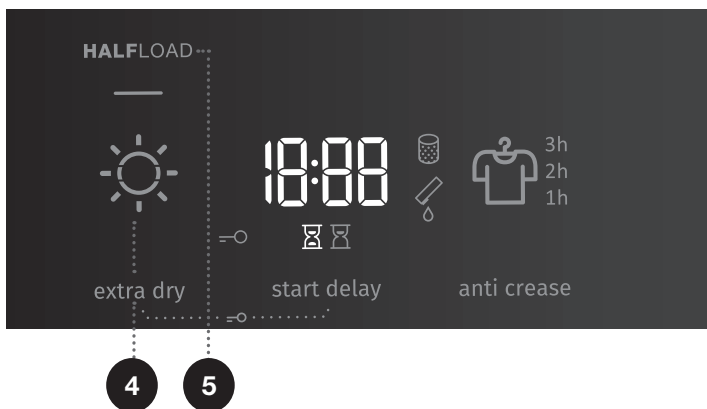 HALFLOAD
18:88
3h
2h
1h
extra dry
start delay
anti crease
4
5